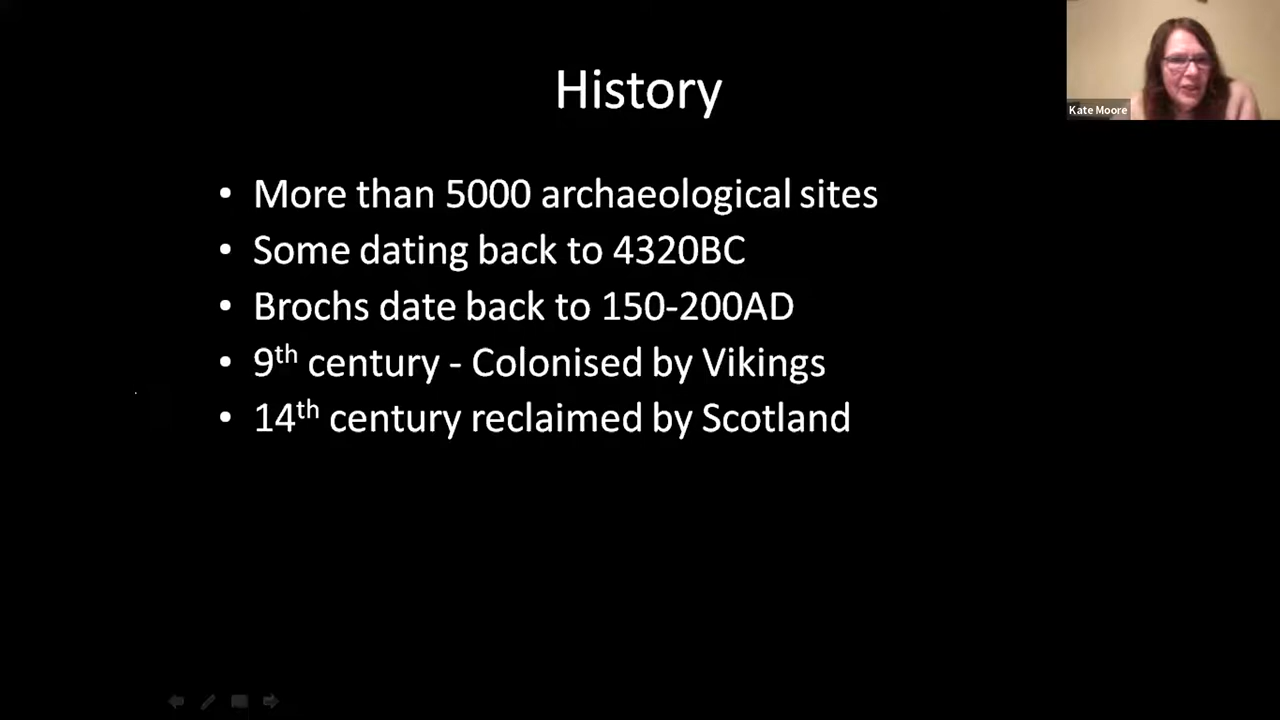 History
Kate Moore
• More than 5000 archaeological sites
• Some dating back to 4320BC
• Brochs date back to 150-200AD
• 9th century - Colonised by Vikings
• 14th century reclaimed by Scotland